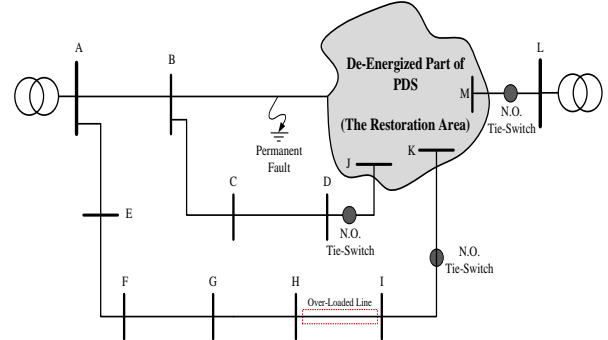 A
B
De-Energized Part of
PDS
(The Restoration Area)
L
M
N.O.
Tie-Switch
Permanent
Fault
J
K
C
D
N.O.
Tie-Switch
E
N.O.
Tie-Switch
F
G
H
Over-Loaded Line
I